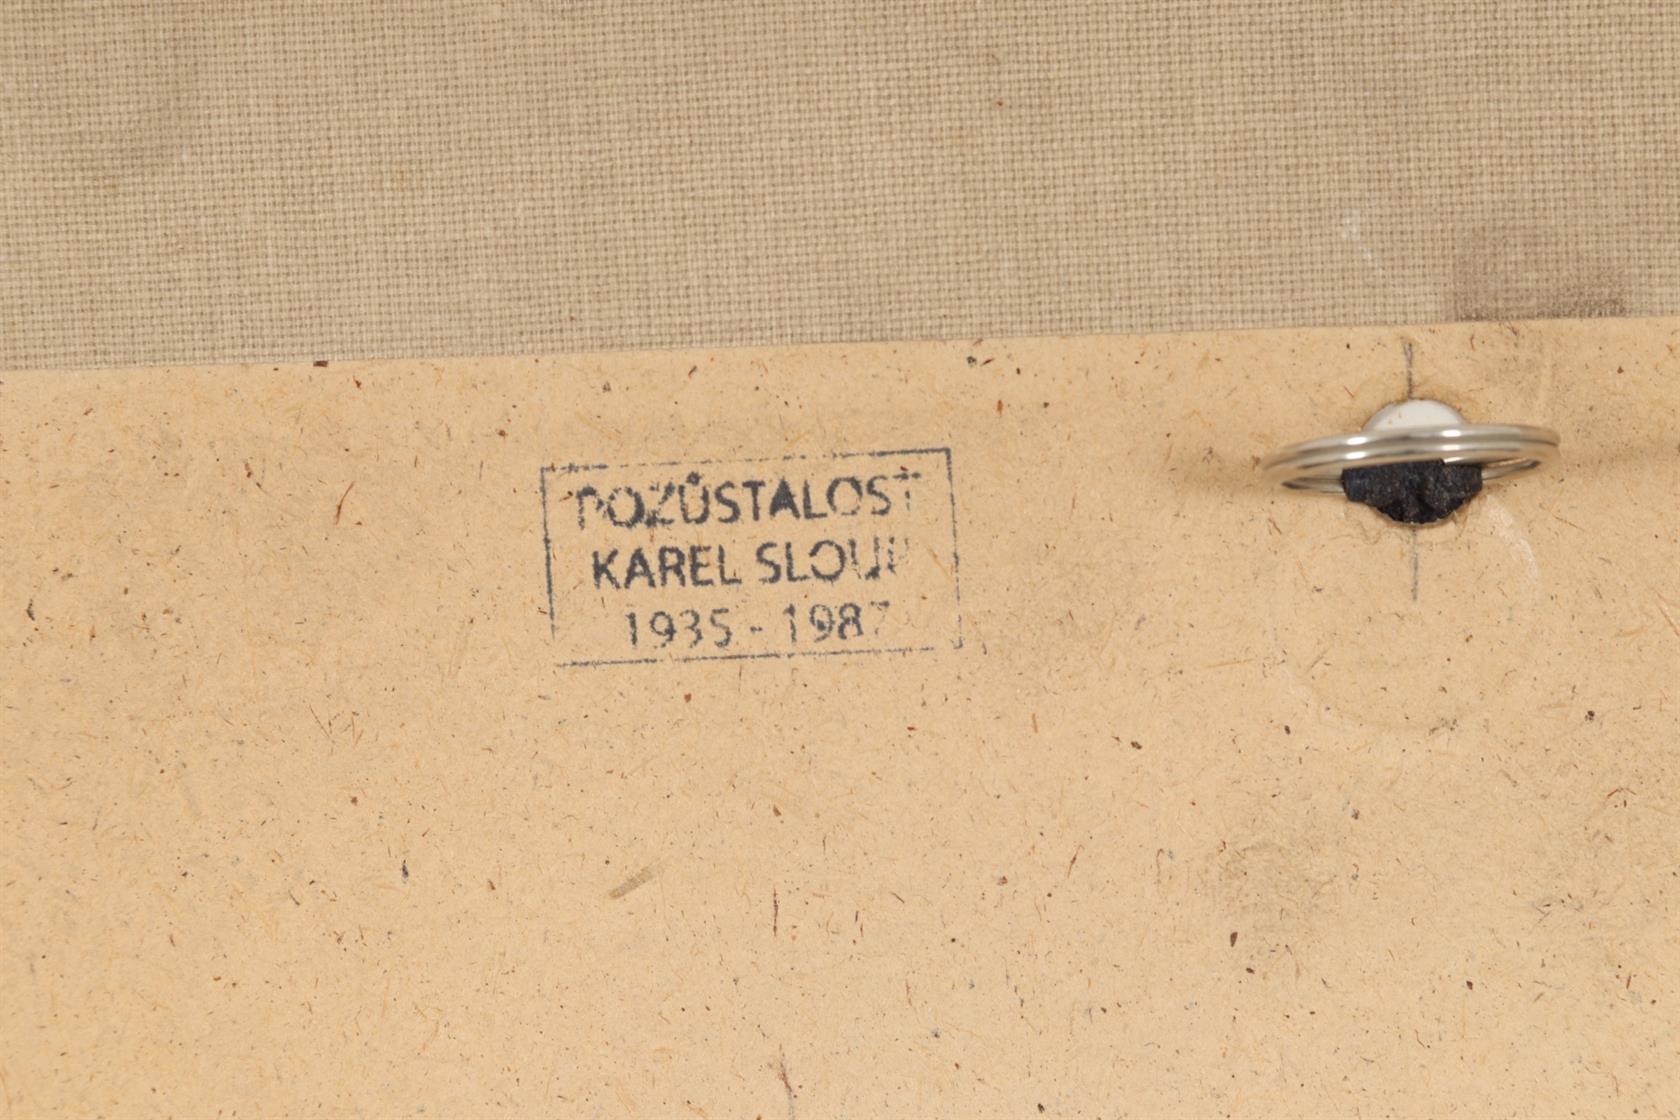 POZŮSTALOST
KAREL SLOUP
1935 - 1987